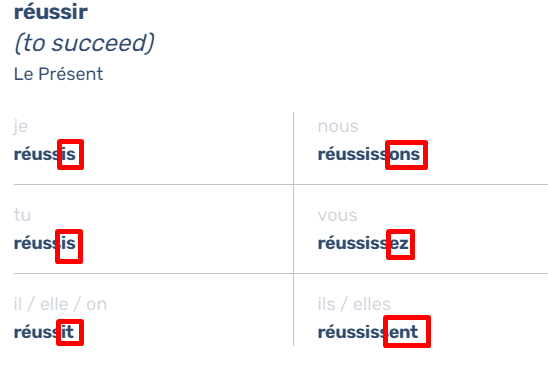 réussir
(to succeed)
Le Présent
je
réussis
nous
réussissons
tu
réussis
vous
réussissez
il / elle / on
réussit
ils / elles
réussissent